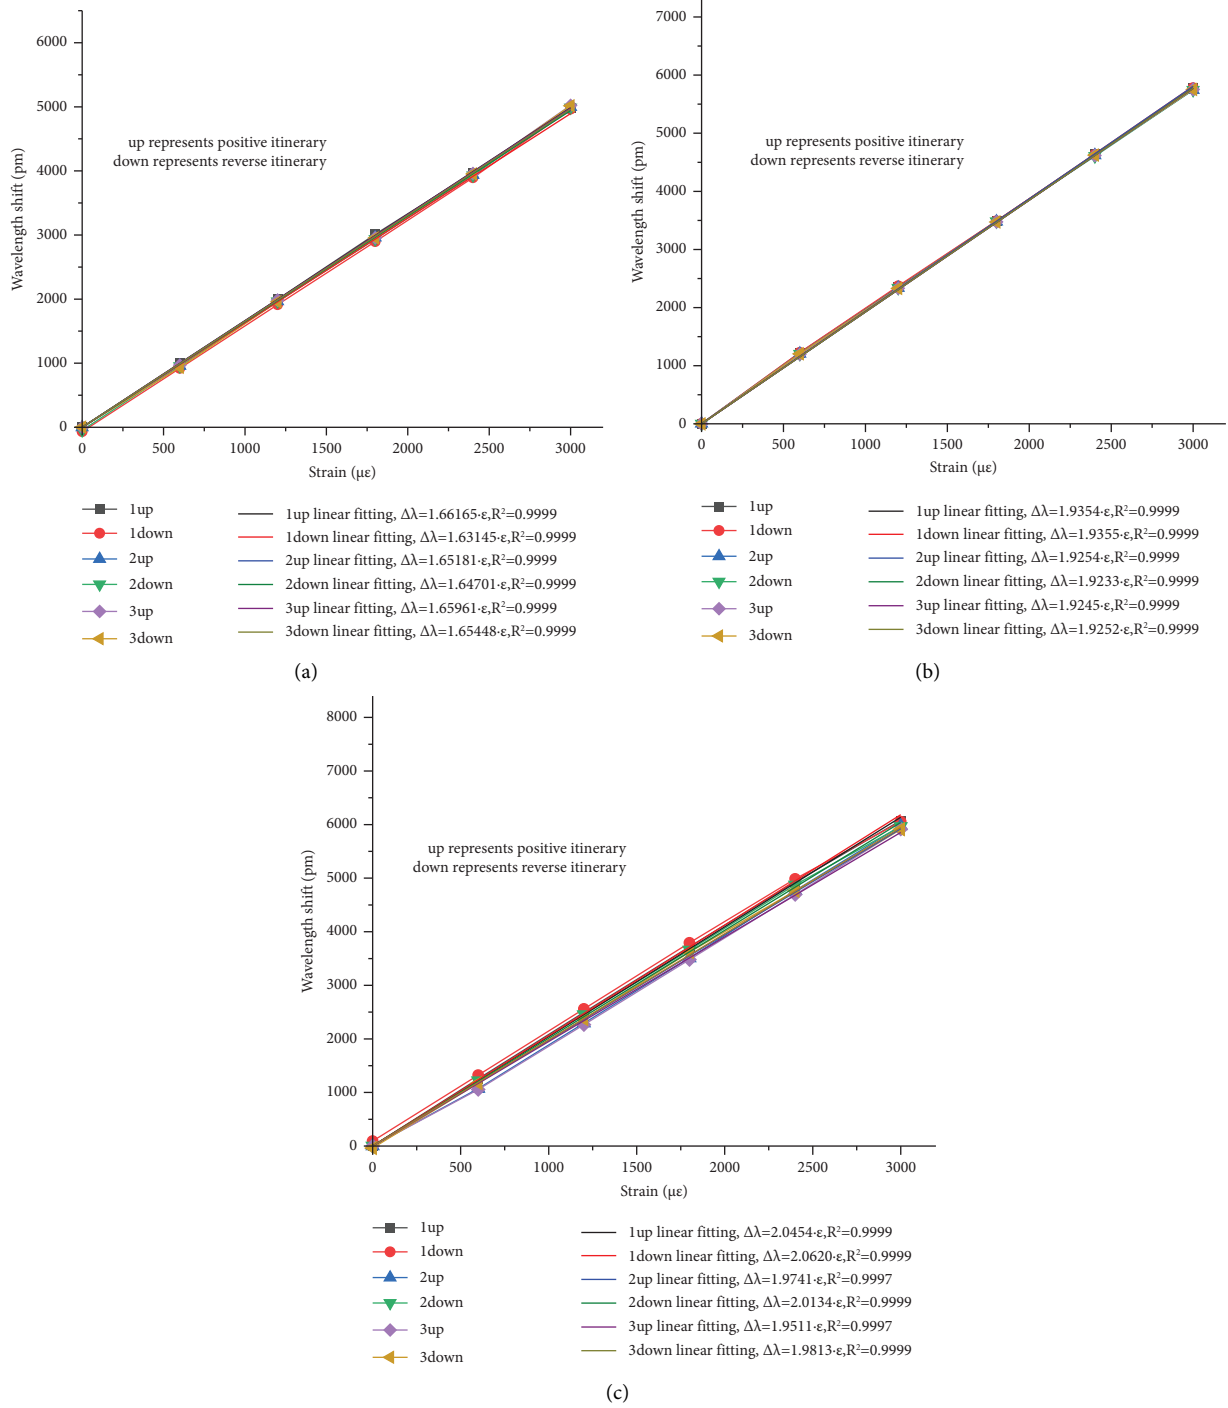 6000
5000
4000
3000
2000
1000
0
Wavelength shift (pm)
up represents positive itinerary
down represents reverse itinerary
0 500 1000 1500 2000 2500 3000
Strain (με)
1up
1down
2up
2down
3up
3down
1up linear fitting, Δλ=1.66165·ε,R²=0.9999
1down linear fitting, Δλ=1.63145·ε,R²=0.9999
2up linear fitting, Δλ=1.65181·ε,R²=0.9999
2down linear fitting, Δλ=1.64701·ε,R²=0.9999
3up linear fitting, Δλ=1.65961·ε,R²=0.9999
3down linear fitting, Δλ=1.65448·ε,R²=0.9999
(a)
7000
6000
5000
4000
3000
2000
1000
0
Wavelength shift (pm)
up represents positive itinerary
down represents reverse itinerary
0 500 1000 1500 2000 2500 3000
Strain (με)
1up
1down
2up
2down
3up
3down
1up linear fitting, Δλ=1.9354·ε,R²=0.9999
1down linear fitting, Δλ=1.9355·ε,R²=0.9999
2up linear fitting, Δλ=1.9254·ε,R²=0.9999
2down linear fitting, Δλ=1.9233·ε,R²=0.9999
3up linear fitting, Δλ=1.9245·ε,R²=0.9999
3down linear fitting, Δλ=1.9252·ε,R²=0.9999
(b)
8000
7000
6000
5000
4000
3000
2000
1000
0
Wavelength shift (pm)
up represents positive itinerary
down represents reverse itinerary
0 500 1000 1500 2000 2500 3000
Strain (με)
1up
1down
2up
2down
3up
3down
1up linear fitting, Δλ=2.0454·ε,R²=0.9999
1down linear fitting, Δλ=2.0620·ε,R²=0.9999
2up linear fitting, Δλ=1.9741·ε,R²=0.9997
2down linear fitting, Δλ=2.0134·ε,R²=0.9999
3up linear fitting, Δλ=1.9511·ε,R²=0.9997
3down linear fitting, Δλ=1.9813·ε,R²=0.9999
(c)